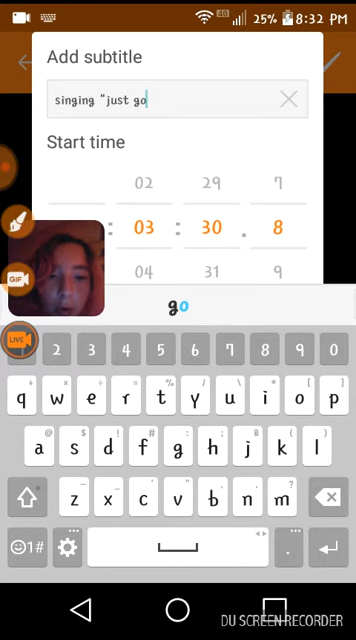 4G 25% 8:32 PM
Add subtitle
singing "just go
Start time
02 29 7
: 03 : 30 . 8
04 31 9
go
GIF
LIVE
2 3 4 5 6 7 8 9 0
+ × ÷ = % / \ < > [ ]
q w e r t y u i o p
@ $ ! # : ; & ( )
a s d f g h j k l
- ' " , ?
z x c v b n m
☺1# .
DU SCREEN RECORDER